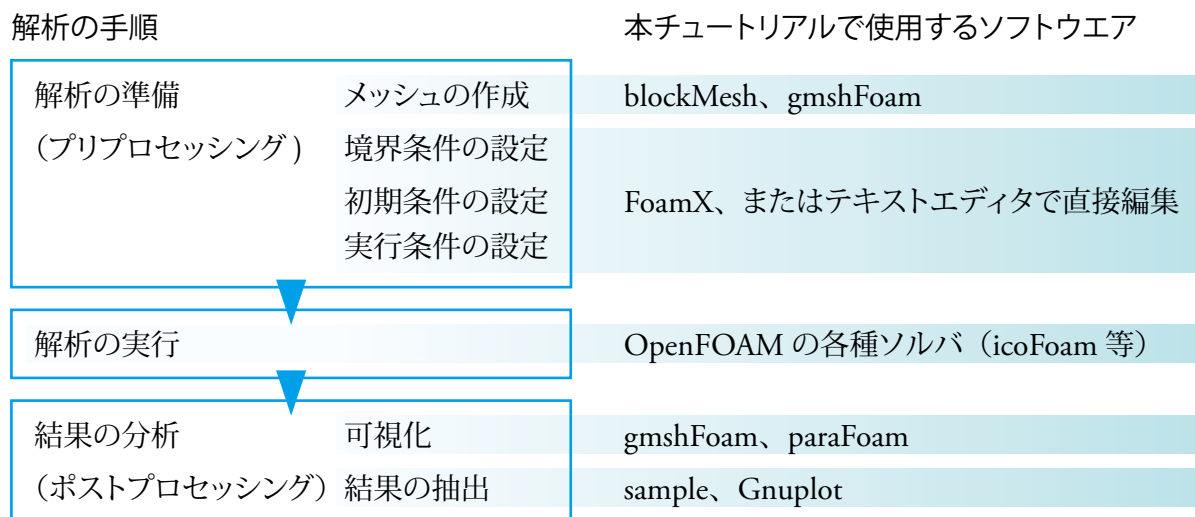 解析の手順 本チュートリアルで使用するソフトウエア
解析の準備 メッシュの作成 blockMesh、gmshFoam
（プリプロセッシング) 境界条件の設定
初期条件の設定 FoamX、またはテキストエディタで直接編集
実行条件の設定
解析の実行 OpenFOAM の各種ソルバ（icoFoam 等）
結果の分析 可視化 gmshFoam、paraFoam
（ポストプロセッシング）結果の抽出 sample、Gnuplot